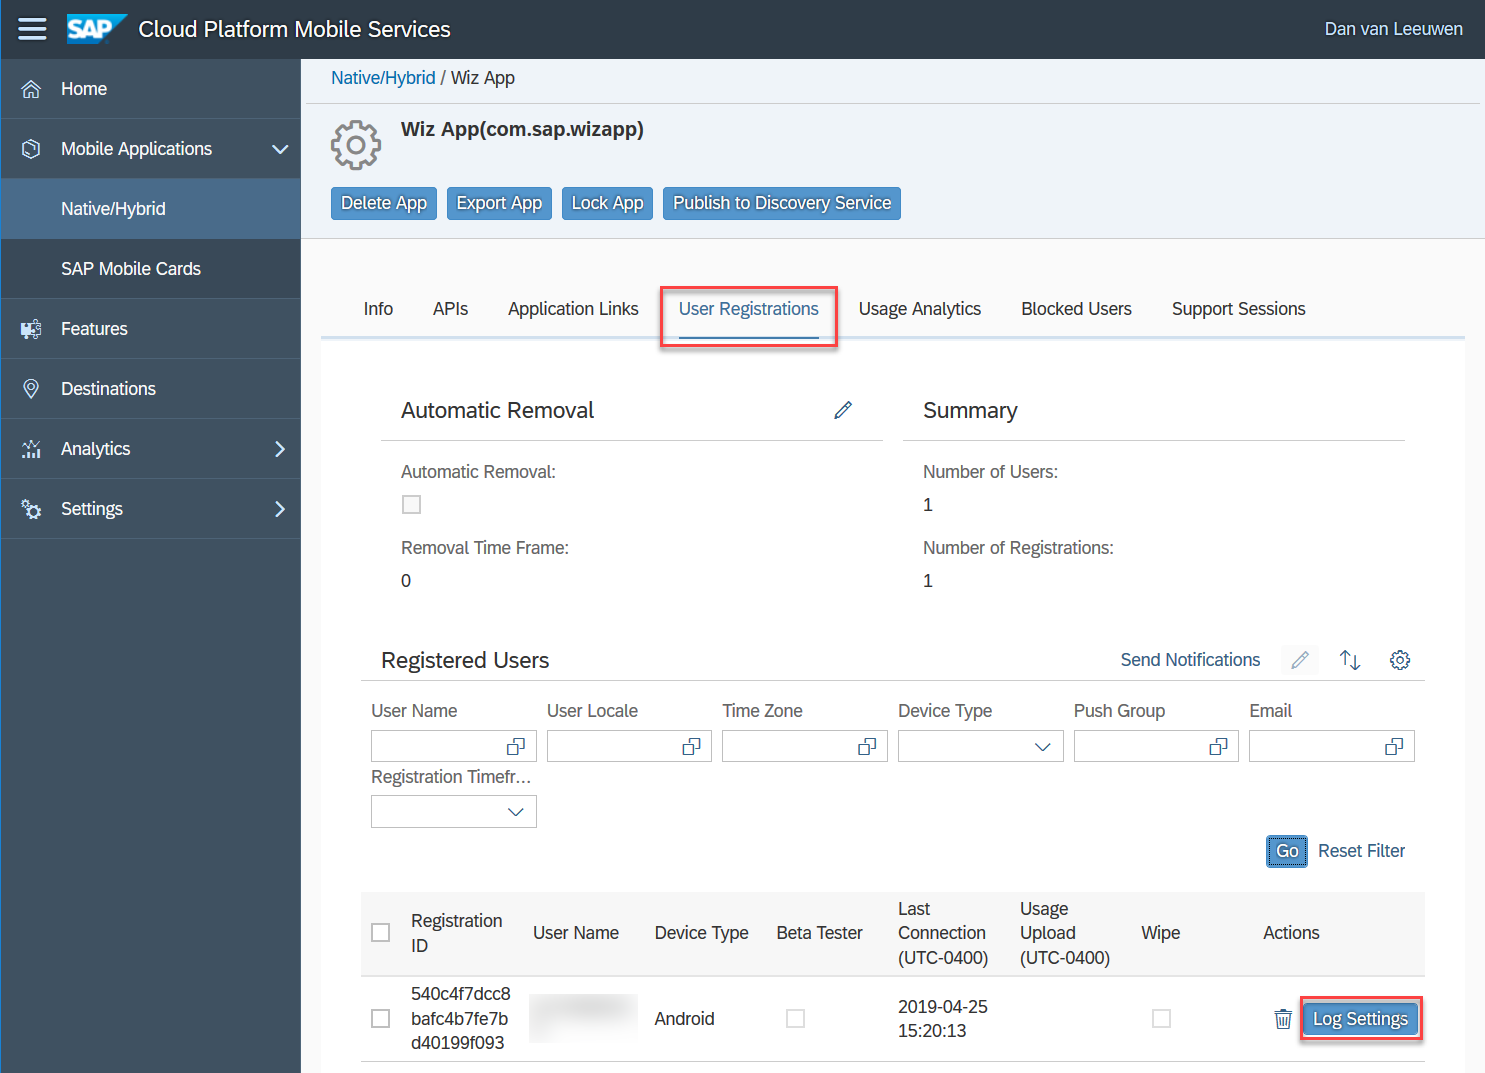 SAP Cloud Platform Mobile Services
Dan van Leeuwen
Home
Mobile Applications
Native/Hybrid
SAP Mobile Cards
Features
Destinations
Analytics
Settings
Native/Hybrid / Wiz App
Wiz App(com.sap.wizapp)
Delete App Export App Lock App Publish to Discovery Service
Info APIs Application Links User Registrations Usage Analytics Blocked Users Support Sessions
Automatic Removal
Automatic Removal:
Removal Time Frame:
0
Summary
Number of Users:
1
Number of Registrations:
1
Registered Users
Send Notifications
User Name User Locale Time Zone Device Type Push Group Email
Registration Timefr...
Go Reset Filter
Registration
ID
User Name
Device Type
Beta Tester
Last
Connection
(UTC-0400)
Usage
Upload
(UTC-0400)
Wipe
Actions
540c4f7dcc8
bafc4b7fe7b
d40199f093
Android
2019-04-25
15:20:13
Log Settings